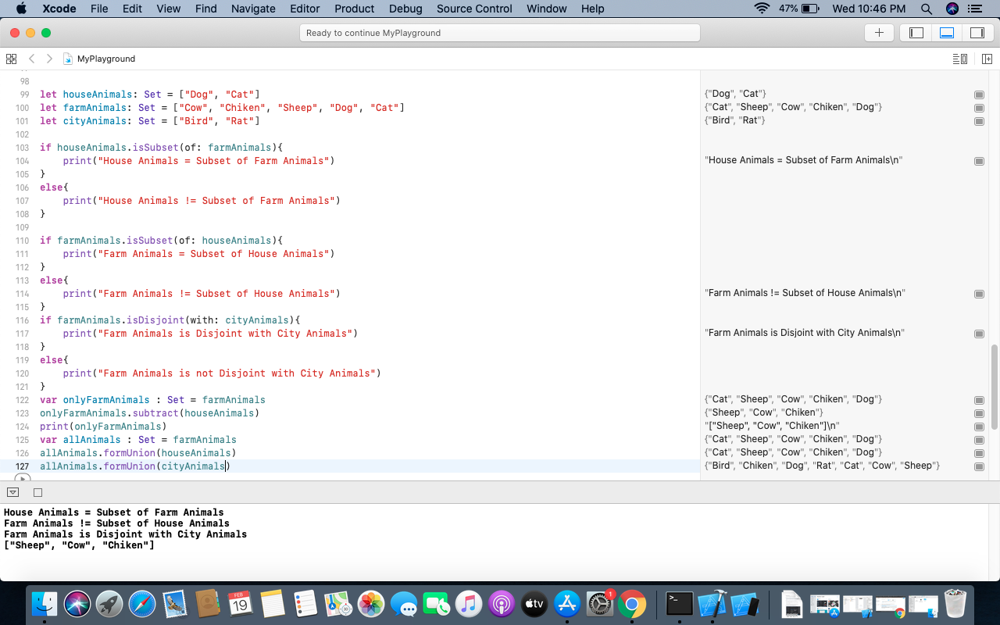 Xcode File Edit View Find Navigate Editor Product Debug Source Control Window Help 47% Wed 10:46 PM
Ready to continue MyPlayground
MyPlayground
98
99 let houseAnimals: Set = ["Dog", "Cat"] {"Dog", "Cat"}
100 let farmAnimals: Set = ["Cow", "Chiken", "Sheep", "Dog", "Cat"] {"Cat", "Sheep", "Cow", "Chiken", "Dog"}
101 let cityAnimals: Set = ["Bird", "Rat"] {"Bird", "Rat"}
102
103 if houseAnimals.isSubset(of: farmAnimals){
104 print("House Animals = Subset of Farm Animals") "House Animals = Subset of Farm Animals\n"
105 }
106 else{
107 print("House Animals != Subset of Farm Animals")
108 }
109
110 if farmAnimals.isSubset(of: houseAnimals){
111 print("Farm Animals = Subset of House Animals")
112 }
113 else{
114 print("Farm Animals != Subset of House Animals") "Farm Animals != Subset of House Animals\n"
115 }
116 if farmAnimals.isDisjoint(with: cityAnimals){
117 print("Farm Animals is Disjoint with City Animals") "Farm Animals is Disjoint with City Animals\n"
118 }
119 else{
120 print("Farm Animals is not Disjoint with City Animals")
121 }
122 var onlyFarmAnimals : Set = farmAnimals {"Cat", "Sheep", "Cow", "Chiken", "Dog"}
123 onlyFarmAnimals.subtract(houseAnimals) {"Sheep", "Cow", "Chiken"}
124 print(onlyFarmAnimals) "["Sheep", "Cow", "Chiken"]\n"
125 var allAnimals : Set = farmAnimals {"Cat", "Sheep", "Cow", "Chiken", "Dog"}
126 allAnimals.formUnion(houseAnimals) {"Cat", "Sheep", "Cow", "Chiken", "Dog"}
127 allAnimals.formUnion(cityAnimals) {"Bird", "Chiken", "Dog", "Rat", "Cat", "Cow", "Sheep"}
House Animals = Subset of Farm Animals
Farm Animals != Subset of House Animals
Farm Animals is Disjoint with City Animals
["Sheep", "Cow", "Chiken"]
FEB
19
tv
1
>_